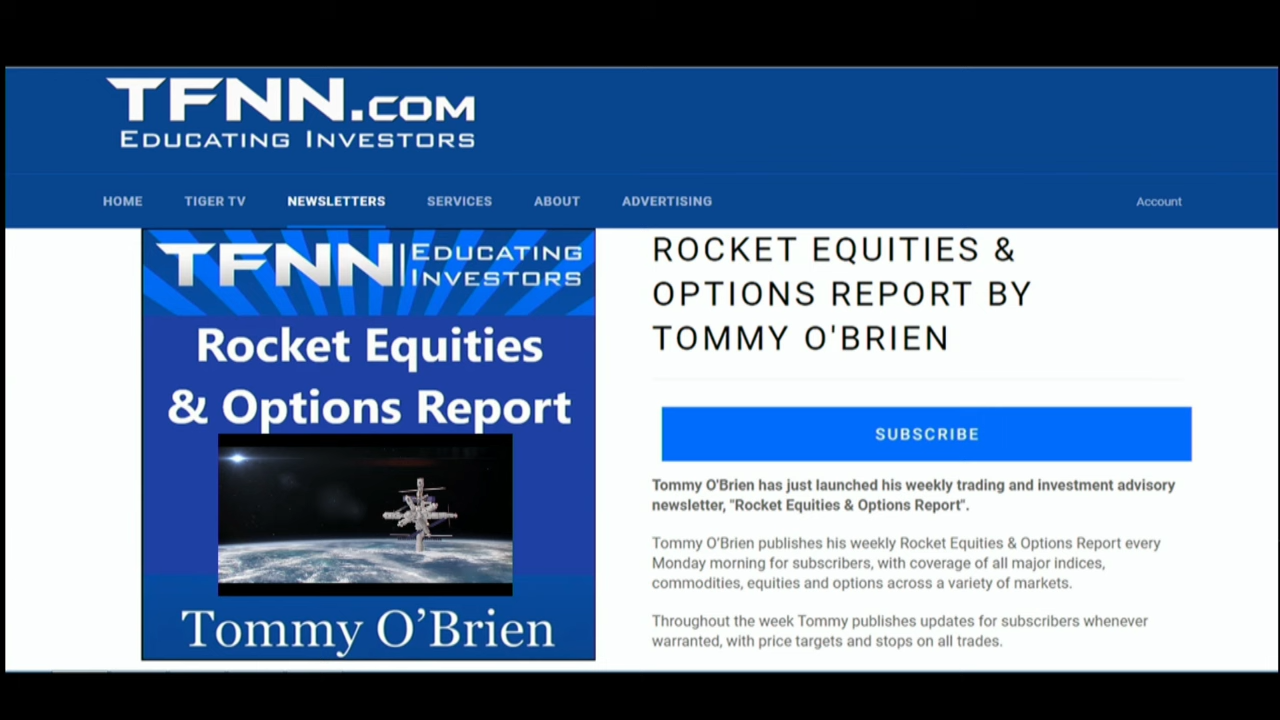 TFNN.COM
EDUCATING INVESTORS
HOME TIGER TV NEWSLETTERS SERVICES ABOUT ADVERTISING Account
TFNN EDUCATING
INVESTORS
Rocket Equities
& Options Report
Tommy O’Brien
ROCKET EQUITIES &
OPTIONS REPORT BY
TOMMY O'BRIEN
SUBSCRIBE
Tommy O'Brien has just launched his weekly trading and investment advisory
newsletter, "Rocket Equities & Options Report".
Tommy O'Brien publishes his weekly Rocket Equities & Options Report every
Monday morning for subscribers, with coverage of all major indices,
commodities, equities and options across a variety of markets.
Throughout the week Tommy publishes updates for subscribers whenever
warranted, with price targets and stops on all trades.